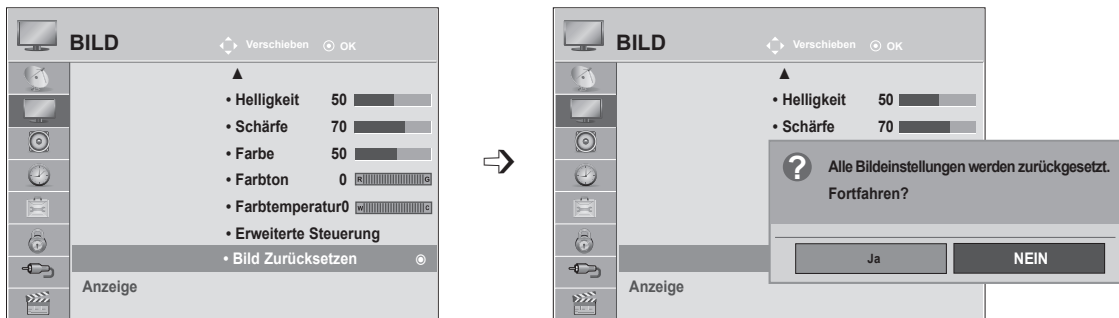 BILD
Verschieben OK
▲
• Helligkeit 50
• Schärfe 70
• Farbe 50
• Farbton 0 R G
• Farbtemperatur0 W C
• Erweiterte Steuerung
• Bild Zurücksetzen
Anzeige
BILD
Verschieben OK
▲
• Helligkeit 50
• Schärfe 70
? Alle Bildeinstellungen werden zurückgesetzt.
Fortfahren?
Ja NEIN
Anzeige